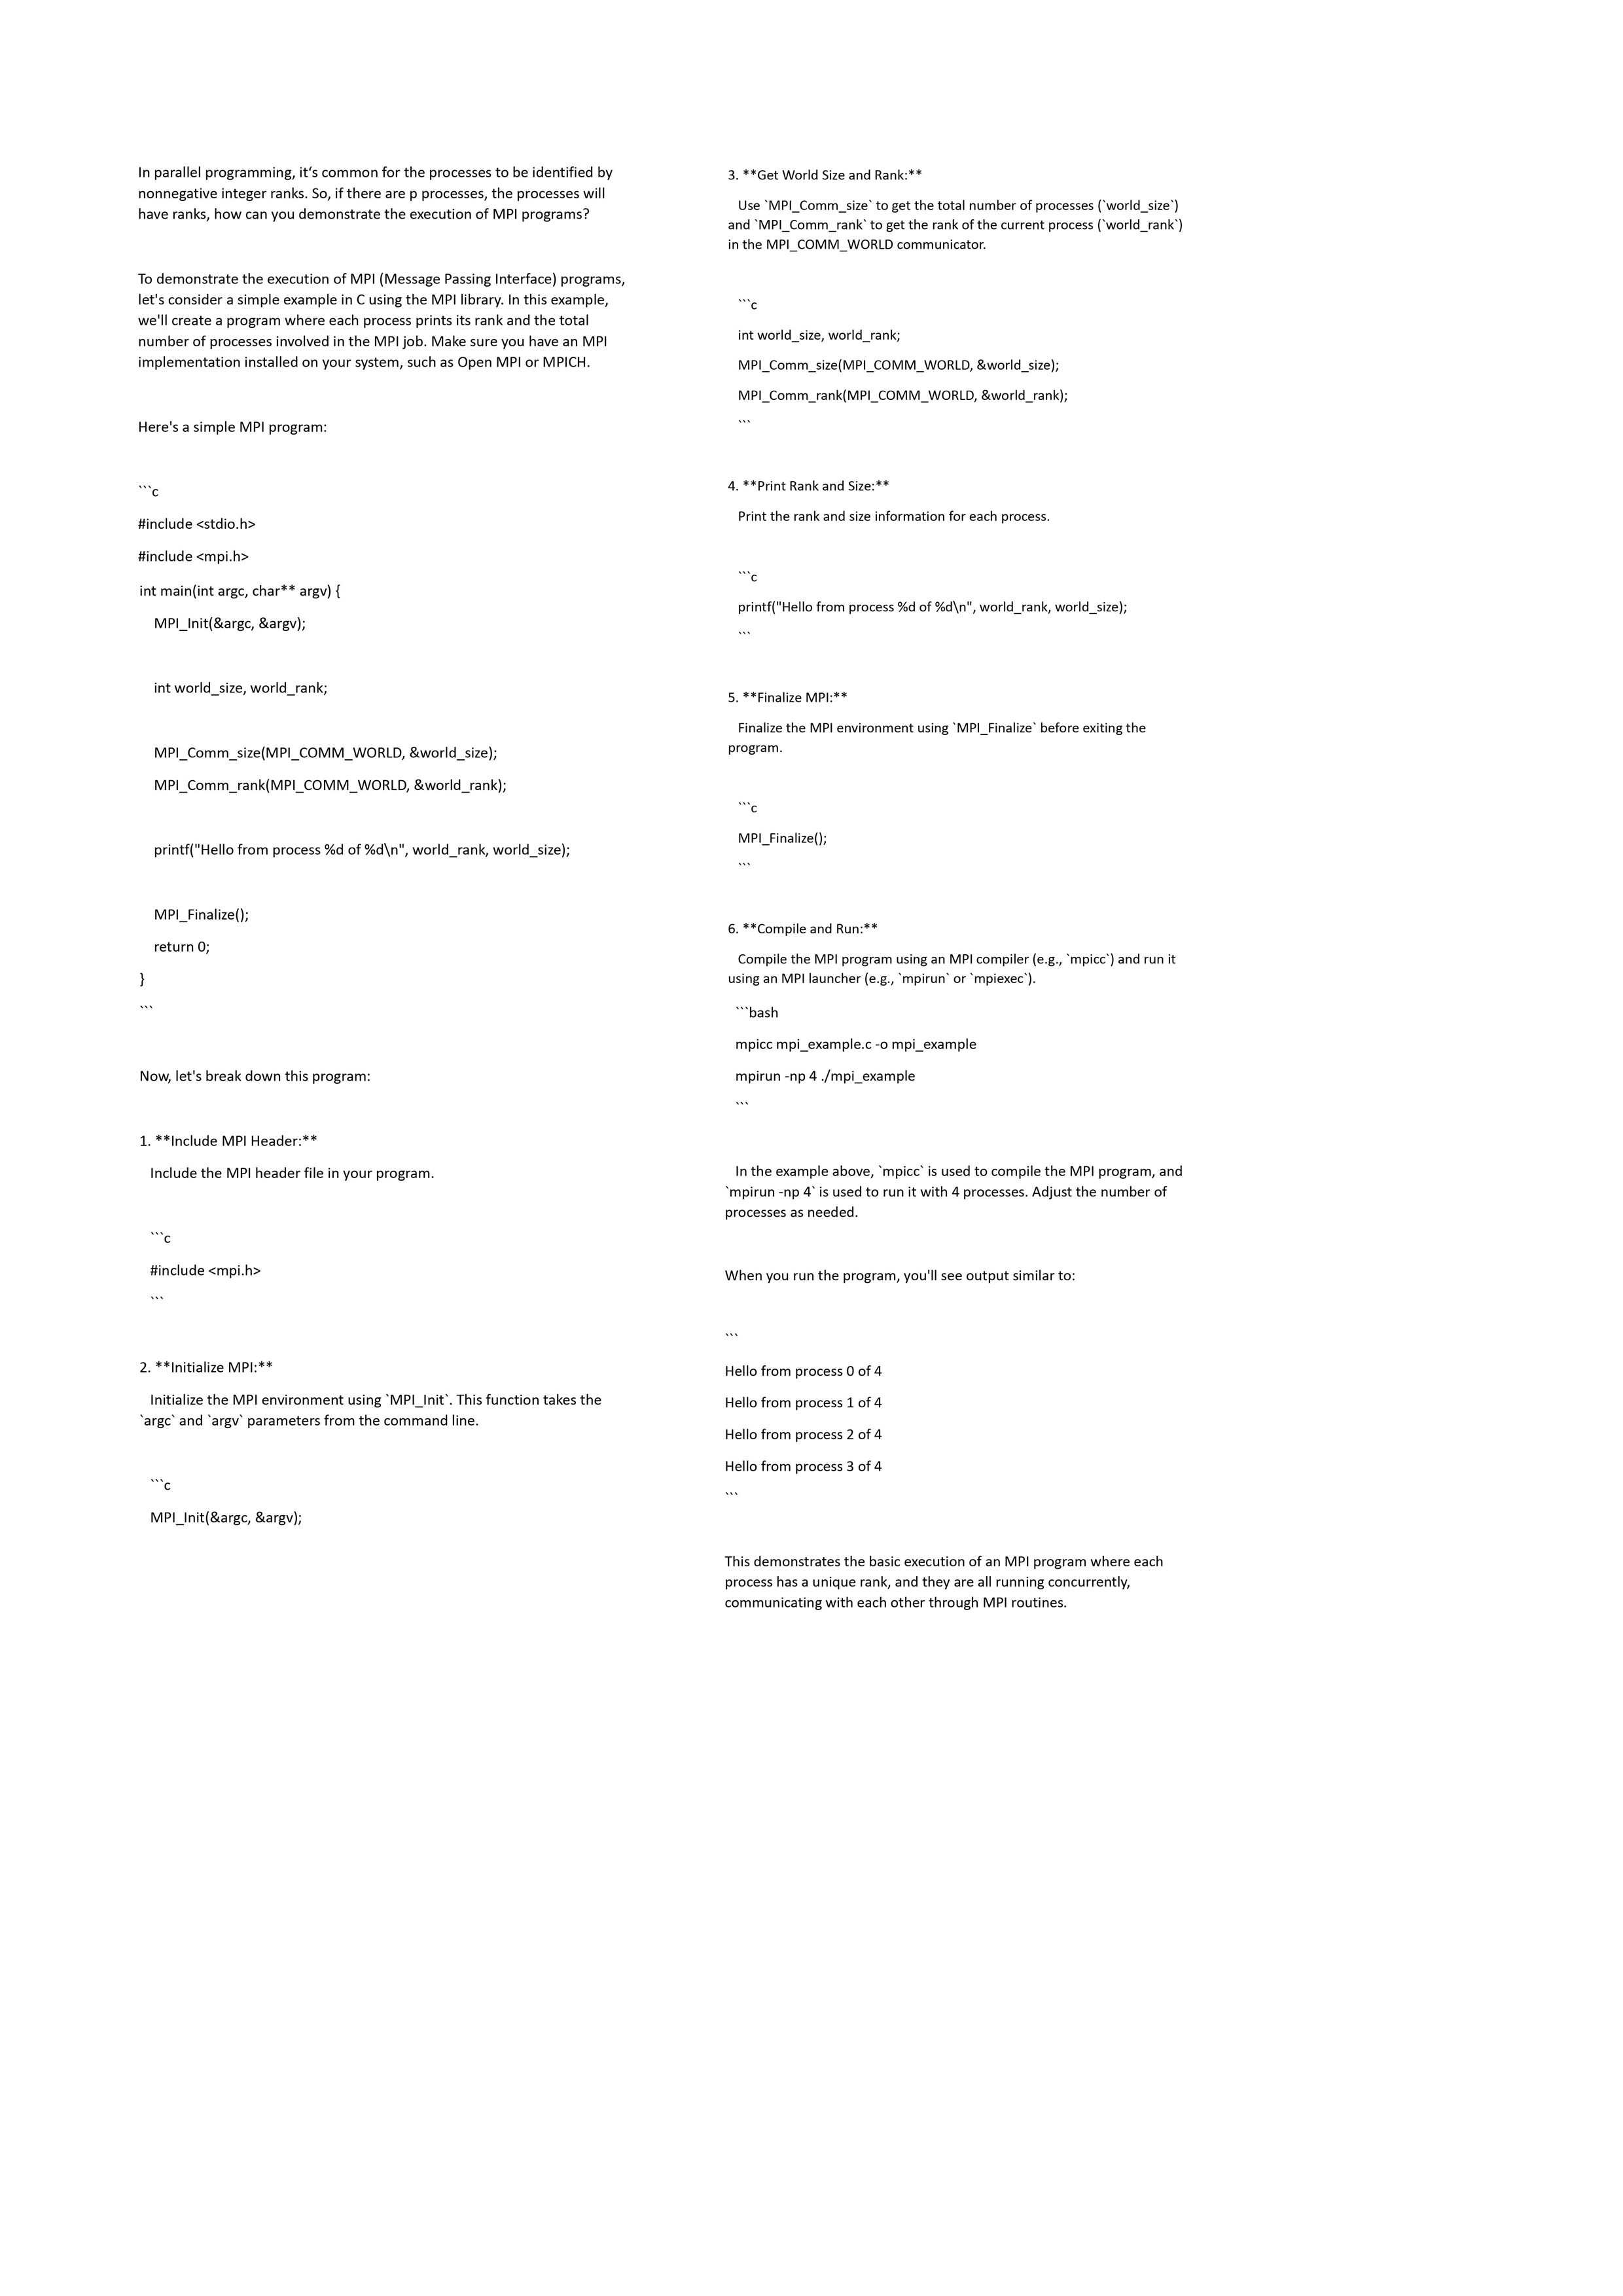 In parallel programming, it‘s common for the processes to be identified by
nonnegative integer ranks. So, if there are p processes, the processes will
have ranks, how can you demonstrate the execution of MPI programs?
To demonstrate the execution of MPI (Message Passing Interface) programs,
let's consider a simple example in C using the MPI library. In this example,
we'll create a program where each process prints its rank and the total
number of processes involved in the MPI job. Make sure you have an MPI
implementation installed on your system, such as Open MPI or MPICH.
Here's a simple MPI program:
```c
#include <stdio.h>
#include <mpi.h>
int main(int argc, char** argv) {
MPI_Init(&argc, &argv);
int world_size, world_rank;
MPI_Comm_size(MPI_COMM_WORLD, &world_size);
MPI_Comm_rank(MPI_COMM_WORLD, &world_rank);
printf("Hello from process %d of %d\n", world_rank, world_size);
MPI_Finalize();
return 0;
}
```
Now, let's break down this program:
1. **Include MPI Header:**
Include the MPI header file in your program.
```c
#include <mpi.h>
```
2. **Initialize MPI:**
Initialize the MPI environment using `MPI_Init`. This function takes the
`argc` and `argv` parameters from the command line.
```c
MPI_Init(&argc, &argv);
3. **Get World Size and Rank:**
Use `MPI_Comm_size` to get the total number of processes (`world_size`)
and `MPI_Comm_rank` to get the rank of the current process (`world_rank`)
in the MPI_COMM_WORLD communicator.
```c
int world_size, world_rank;
MPI_Comm_size(MPI_COMM_WORLD, &world_size);
MPI_Comm_rank(MPI_COMM_WORLD, &world_rank);
```
4. **Print Rank and Size:**
Print the rank and size information for each process.
```c
printf("Hello from process %d of %d\n", world_rank, world_size);
```
5. **Finalize MPI:**
Finalize the MPI environment using `MPI_Finalize` before exiting the
program.
```c
MPI_Finalize();
```
6. **Compile and Run:**
Compile the MPI program using an MPI compiler (e.g., `mpicc`) and run it
using an MPI launcher (e.g., `mpirun` or `mpiexec`).
```bash
mpicc mpi_example.c -o mpi_example
mpirun -np 4 ./mpi_example
```
In the example above, `mpicc` is used to compile the MPI program, and
`mpirun -np 4` is used to run it with 4 processes. Adjust the number of
processes as needed.
When you run the program, you'll see output similar to:
```
Hello from process 0 of 4
Hello from process 1 of 4
Hello from process 2 of 4
Hello from process 3 of 4
```
This demonstrates the basic execution of an MPI program where each
process has a unique rank, and they are all running concurrently,
communicating with each other through MPI routines.